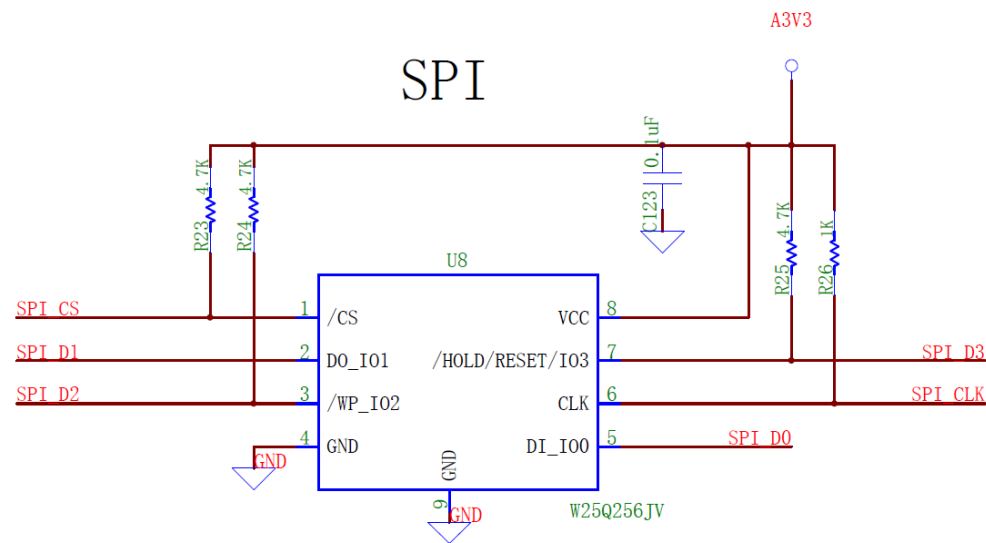 A3V3
SPI
R23 4.7K
R24 4.7K
C123 0.1uF
R25 4.7K
R26 1K
U8
SPI_CS 1 /CS VCC 8
SPI_D1 2 DO_IO1 /HOLD/RESET/IO3 7 SPI_D3
SPI_D2 3 /WP_IO2 CLK 6 SPI_CLK
4 GND DI_IO0 5 SPI_D0
GND GND
9 GND
W25Q256JV